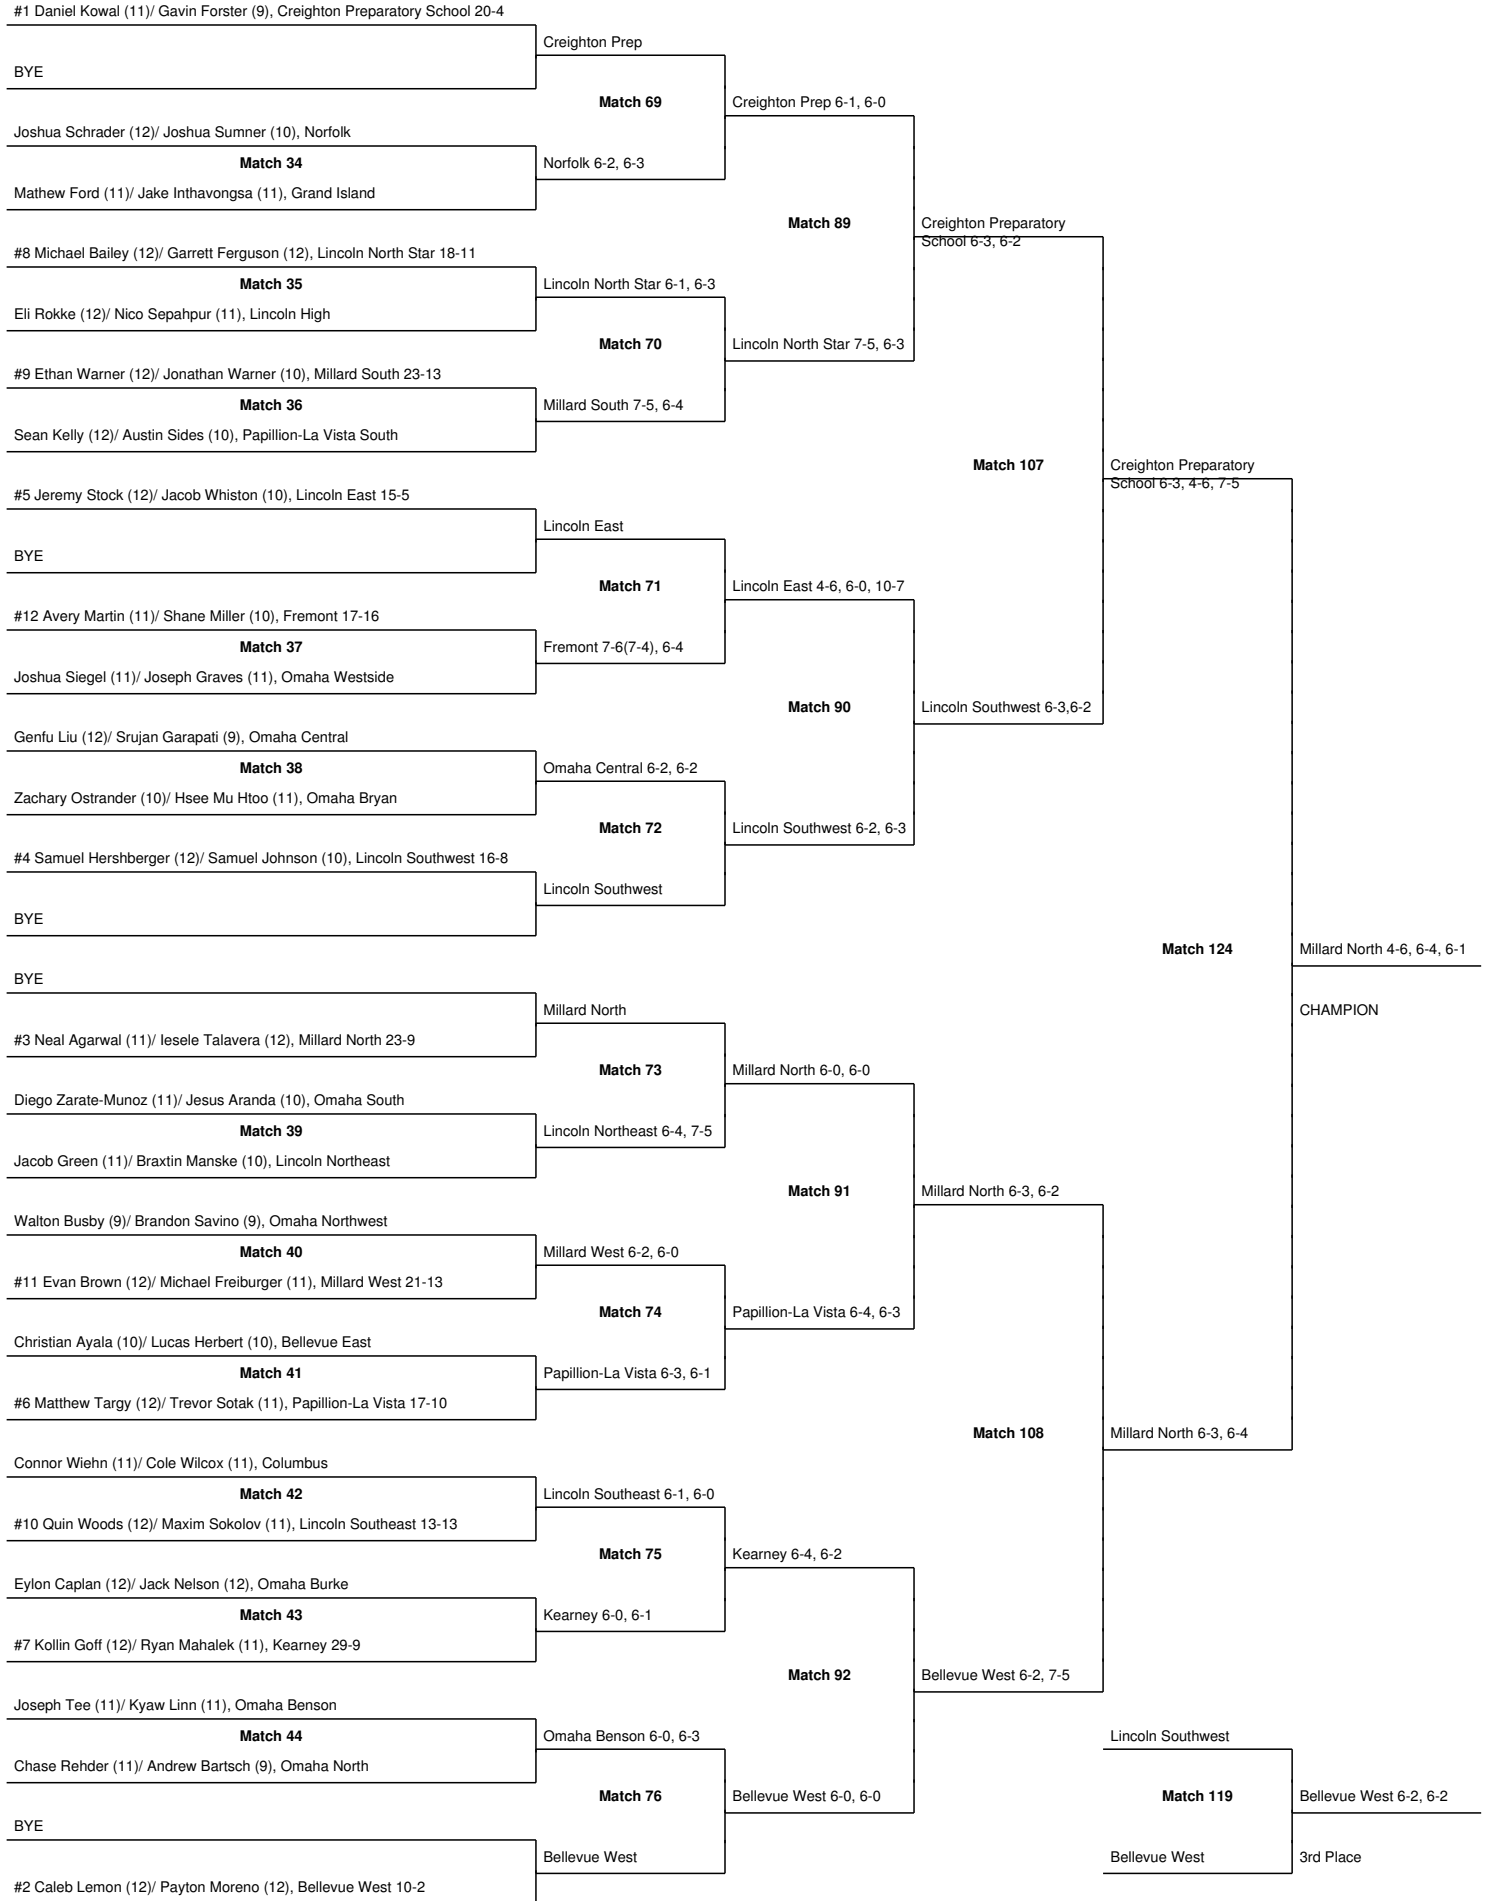 #1 Daniel Kowal (11)/ Gavin Forster (9), Creighton Preparatory School 20-4
Creighton Prep
BYE
Match 69
Creighton Prep 6-1, 6-0
Joshua Schrader (12)/ Joshua Sumner (10), Norfolk
Match 34
Norfolk 6-2, 6-3
Mathew Ford (11)/ Jake Inthavongsa (11), Grand Island
Match 89
Creighton Preparatory
School 6-3, 6-2
#8 Michael Bailey (12)/ Garrett Ferguson (12), Lincoln North Star 18-11
Match 35
Lincoln North Star 6-1, 6-3
Eli Rokke (12)/ Nico Sepahpur (11), Lincoln High
Match 70
Lincoln North Star 7-5, 6-3
#9 Ethan Warner (12)/ Jonathan Warner (10), Millard South 23-13
Match 36
Millard South 7-5, 6-4
Sean Kelly (12)/ Austin Sides (10), Papillion-La Vista South
Match 107
Creighton Preparatory
School 6-3, 4-6, 7-5
#5 Jeremy Stock (12)/ Jacob Whiston (10), Lincoln East 15-5
Lincoln East
BYE
Match 71
Lincoln East 4-6, 6-0, 10-7
#12 Avery Martin (11)/ Shane Miller (10), Fremont 17-16
Match 37
Fremont 7-6(7-4), 6-4
Joshua Siegel (11)/ Joseph Graves (11), Omaha Westside
Match 90
Lincoln Southwest 6-3,6-2
Genfu Liu (12)/ Srujan Garapati (9), Omaha Central
Match 38
Omaha Central 6-2, 6-2
Zachary Ostrander (10)/ Hsee Mu Htoo (11), Omaha Bryan
Match 72
Lincoln Southwest 6-2, 6-3
#4 Samuel Hershberger (12)/ Samuel Johnson (10), Lincoln Southwest 16-8
Lincoln Southwest
BYE
Match 124
Millard North 4-6, 6-4, 6-1
BYE
Millard North
CHAMPION
#3 Neal Agarwal (11)/ Iesele Talavera (12), Millard North 23-9
Match 73
Millard North 6-0, 6-0
Diego Zarate-Munoz (11)/ Jesus Aranda (10), Omaha South
Match 39
Lincoln Northeast 6-4, 7-5
Jacob Green (11)/ Braxtin Manske (10), Lincoln Northeast
Match 91
Millard North 6-3, 6-2
Walton Busby (9)/ Brandon Savino (9), Omaha Northwest
Match 40
Millard West 6-2, 6-0
#11 Evan Brown (12)/ Michael Freiburger (11), Millard West 21-13
Match 74
Papillion-La Vista 6-4, 6-3
Christian Ayala (10)/ Lucas Herbert (10), Bellevue East
Match 41
Papillion-La Vista 6-3, 6-1
#6 Matthew Targy (12)/ Trevor Sotak (11), Papillion-La Vista 17-10
Match 108
Millard North 6-3, 6-4
Connor Wiehn (11)/ Cole Wilcox (11), Columbus
Match 42
Lincoln Southeast 6-1, 6-0
#10 Quin Woods (12)/ Maxim Sokolov (11), Lincoln Southeast 13-13
Match 75
Kearney 6-4, 6-2
Eylon Caplan (12)/ Jack Nelson (12), Omaha Burke
Match 43
Kearney 6-0, 6-1
#7 Kollin Goff (12)/ Ryan Mahalek (11), Kearney 29-9
Match 92
Bellevue West 6-2, 7-5
Joseph Tee (11)/ Kyaw Linn (11), Omaha Benson
Match 44
Omaha Benson 6-0, 6-3
Lincoln Southwest
Chase Rehder (11)/ Andrew Bartsch (9), Omaha North
Match 76
Bellevue West 6-0, 6-0
Match 119
Bellevue West 6-2, 6-2
BYE
Bellevue West
Bellevue West
3rd Place
#2 Caleb Lemon (12)/ Payton Moreno (12), Bellevue West 10-2